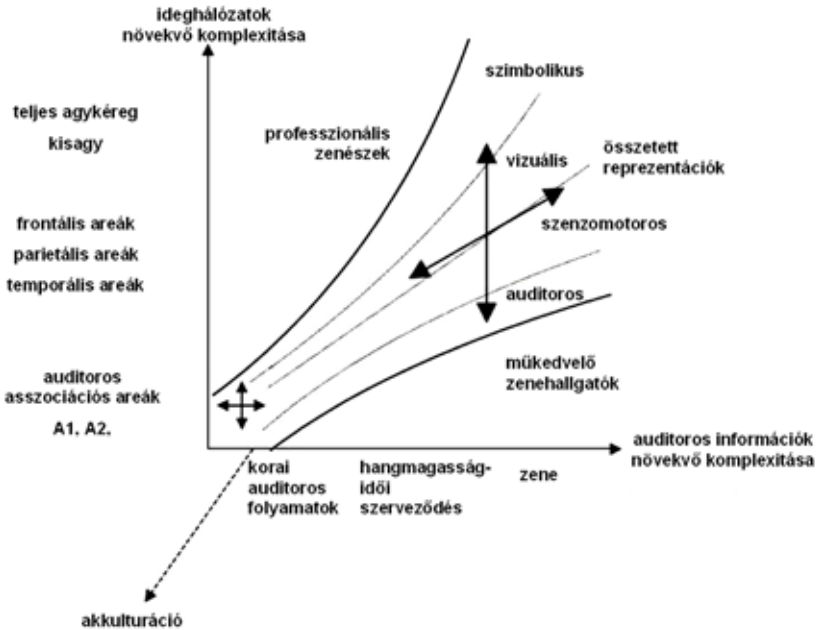 ideghálózatok
növekvő komplexitása
szimbolikus
teljes agykéreg
kisagy
professzionális
zenészek
vizuális
összetett
reprezentációk
frontális areák
parietális areák
temporális areák
szenzomotoros
auditoros
műkedvelő
zenehallgatók
auditoros
asszociációs areák
A1. A2.
auditoros információk
növekvő komplexitása
korai
auditoros
folyamatok
hangmagasság-
idői
szerveződés
zene
akkulturáció